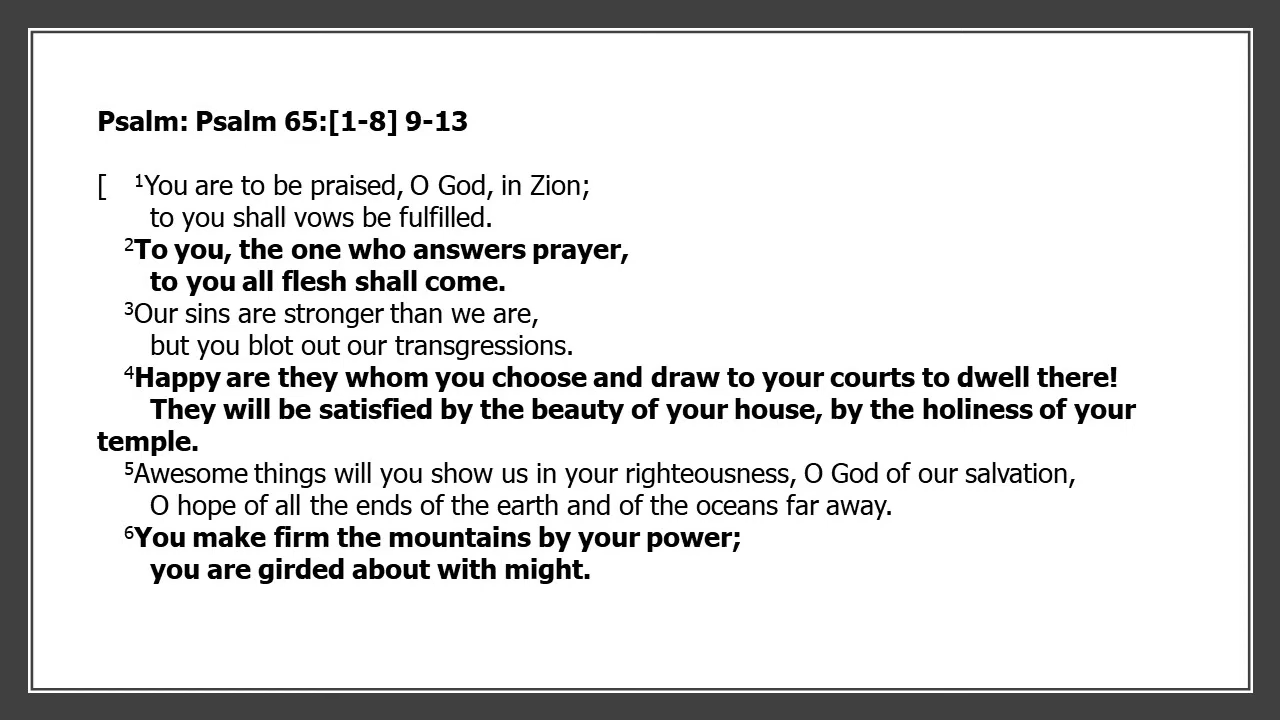 Psalm: Psalm 65:[1-8] 9-13
[ ¹You are to be praised, O God, in Zion;
to you shall vows be fulfilled.
²To you, the one who answers prayer,
to you all flesh shall come.
³Our sins are stronger than we are,
but you blot out our transgressions.
⁴Happy are they whom you choose and draw to your courts to dwell there!
They will be satisfied by the beauty of your house, by the holiness of your
temple.
⁵Awesome things will you show us in your righteousness, O God of our salvation,
O hope of all the ends of the earth and of the oceans far away.
⁶You make firm the mountains by your power;
you are girded about with might.